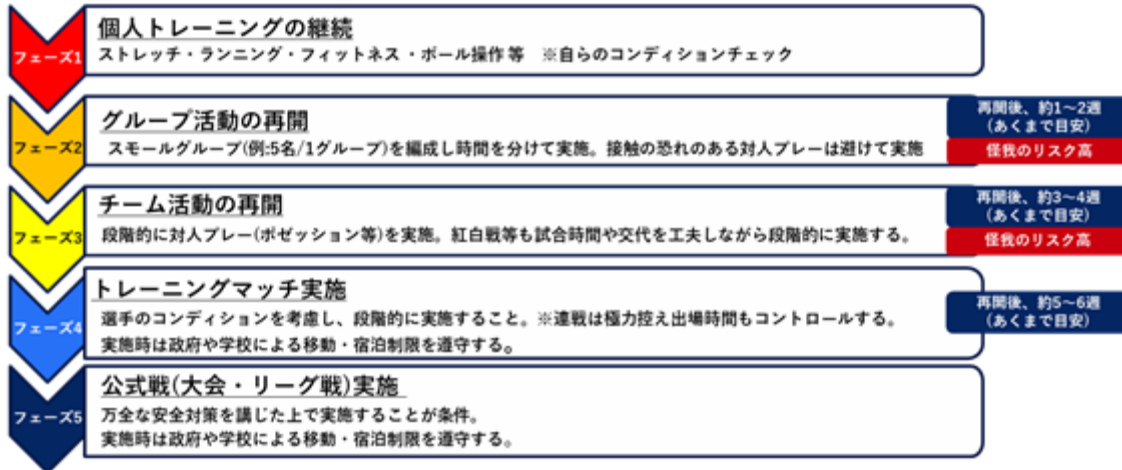 フェーズ1
個人トレーニングの継続
ストレッチ・ランニング・フィットネス・ボール操作 等　※自らのコンディションチェック
フェーズ2
グループ活動の再開
スモールグループ(例:5名/1グループ)を編成し時間を分けて実施。接触の恐れのある対人プレーは避けて実施
再開後、約1～2週
(あくまで目安)
怪我のリスク高
フェーズ3
チーム活動の再開
段階的に対人プレー(ポゼッション等)を実施。紅白戦等も試合時間や交代を工夫しながら段階的に実施する。
再開後、約3～4週
(あくまで目安)
怪我のリスク高
フェーズ4
トレーニングマッチ実施
選手のコンディションを考慮し、段階的に実施すること。※連戦は極力控え出場時間もコントロールする。
実施時は政府や学校による移動・宿泊制限を遵守する。
再開後、約5～6週
(あくまで目安)
フェーズ5
公式戦(大会・リーグ戦)実施
万全な安全対策を講じた上で実施することが条件。
実施時は政府や学校による移動・宿泊制限を遵守する。